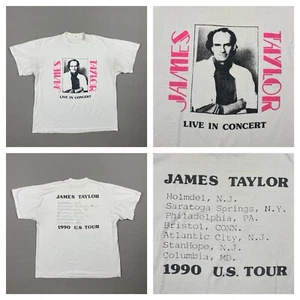 JAMES
TAYLOR
LIVE IN CONCERT
JAMES
TAYLOR
LIVE IN CONCERT
JAMES TAYLOR
1990 U.S. TOUR
JAMES TAYLOR
Holmdel, N.J.
Saratoga Springs, N.Y.
Philadelphia, PA.
Bristol, CONN.
Atlantic City, N.J.
StanHope, N.J.
Columbia, MD.
1990 U.S. TOUR